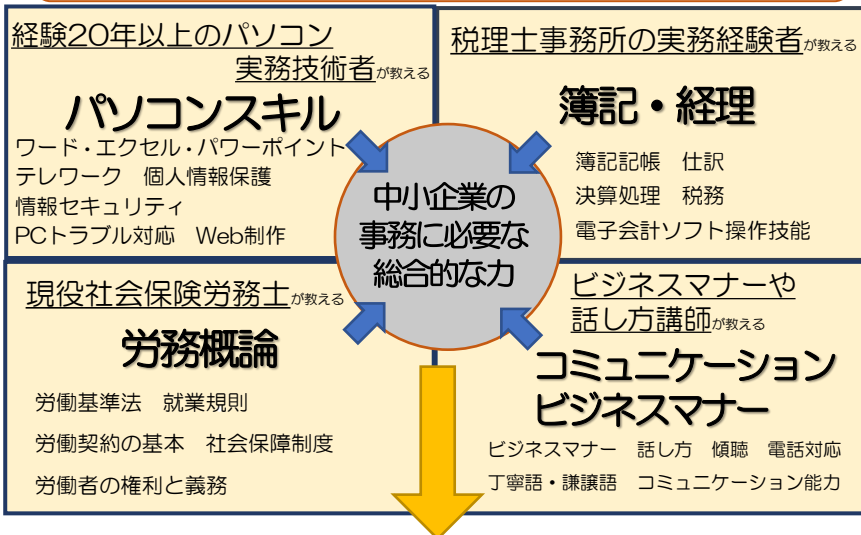 経験20年以上のパソコン
実務技術者が教える
パソコンスキル
ワード・エクセル・パワーポイント
テレワーク　個人情報保護
情報セキュリティ
PCトラブル対応　Web制作
税理士事務所の実務経験者が教える
簿記・経理
簿記記帳　仕訳
決算処理　税務
電子会計ソフト操作技能
中小企業の
事務に必要な
総合的な力
現役社会保険労務士が教える
労務概論
労働基準法　就業規則
労働契約の基本　社会保障制度
労働者の権利と義務
ビジネスマナーや
話し方講師が教える
コミュニケーション
ビジネスマナー
ビジネスマナー　話し方　傾聴　電話対応
丁寧語・謙譲語　コミュニケーション能力